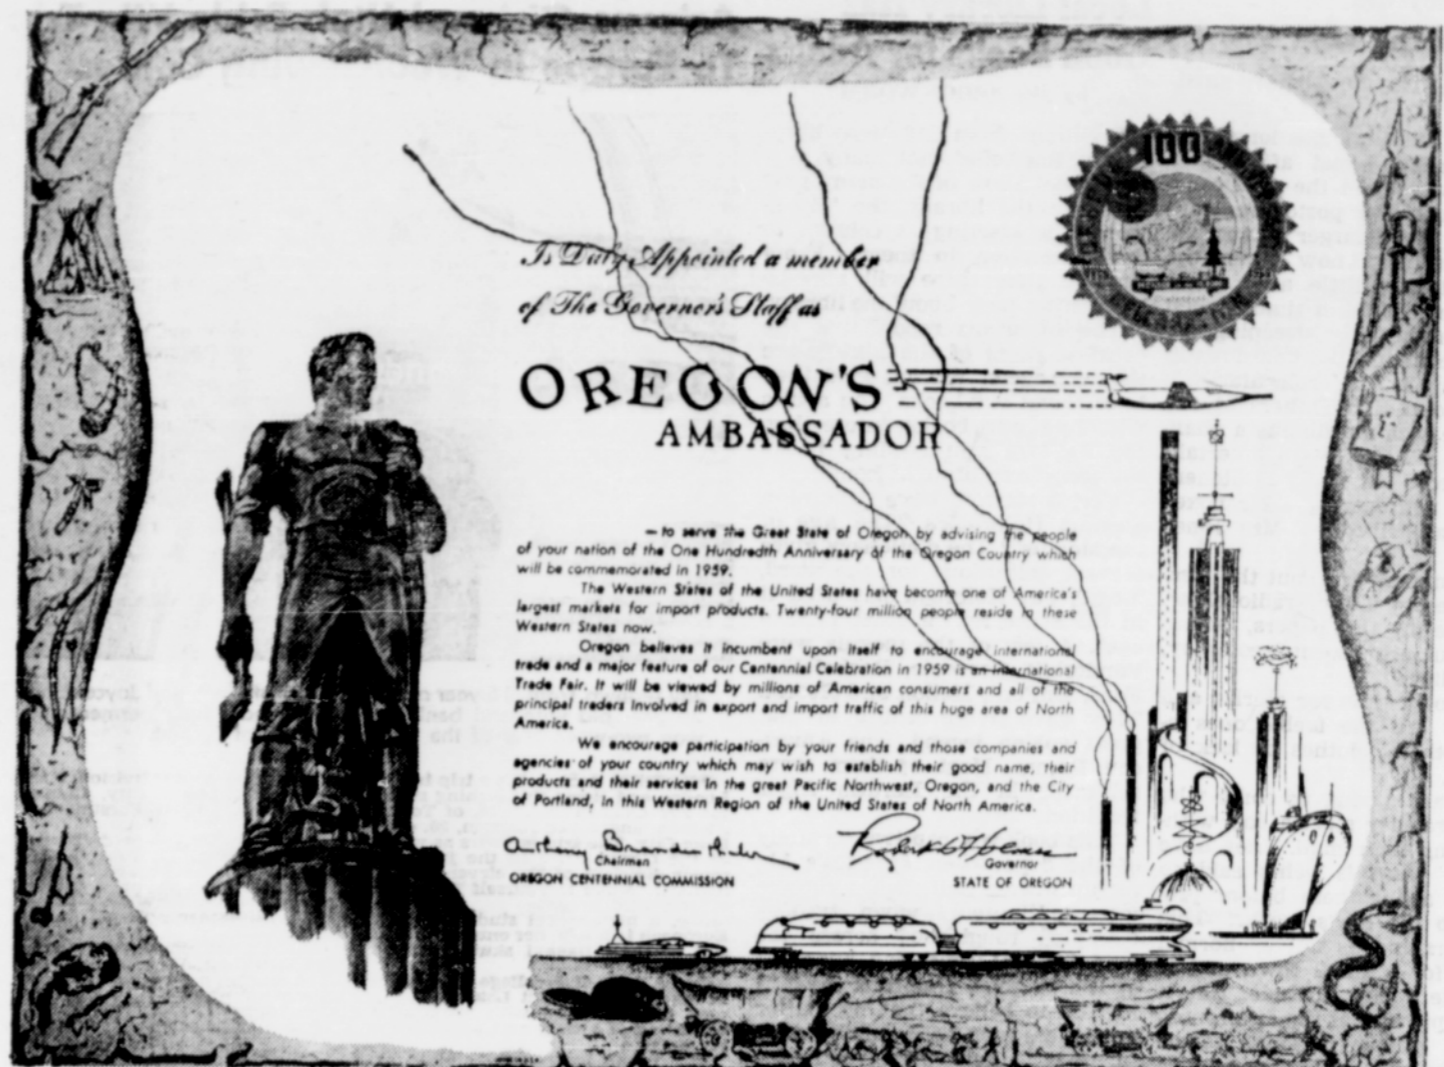 100
CELEBRATION
Is Duly Appointed a member
of The Governor's Staff as
OREGON'S
AMBASSADOR
— to serve the Great State of Oregon by advising the people
of your nation of the One Hundredth Anniversary of the Oregon Country which
will be commemorated in 1959.
The Western States of the United States have become one of America's
largest markets for import products. Twenty-four million people reside in these
Western States now.
Oregon believes it incumbent upon itself to encourage international
trade and a major feature of our Centennial Celebration in 1959 is an International
Trade Fair. It will be viewed by millions of American consumers and all of the
principal traders involved in export and import traffic of this huge area of North
America.
We encourage participation by your friends and those companies and
agencies of your country which may wish to establish their good name, their
products and their services in the great Pacific Northwest, Oregon, and the City
of Portland, in this Western Region of the United States of North America.
Anthony Brandenthaler
Chairman
OREGON CENTENNIAL COMMISSION
Governor
STATE OF OREGON